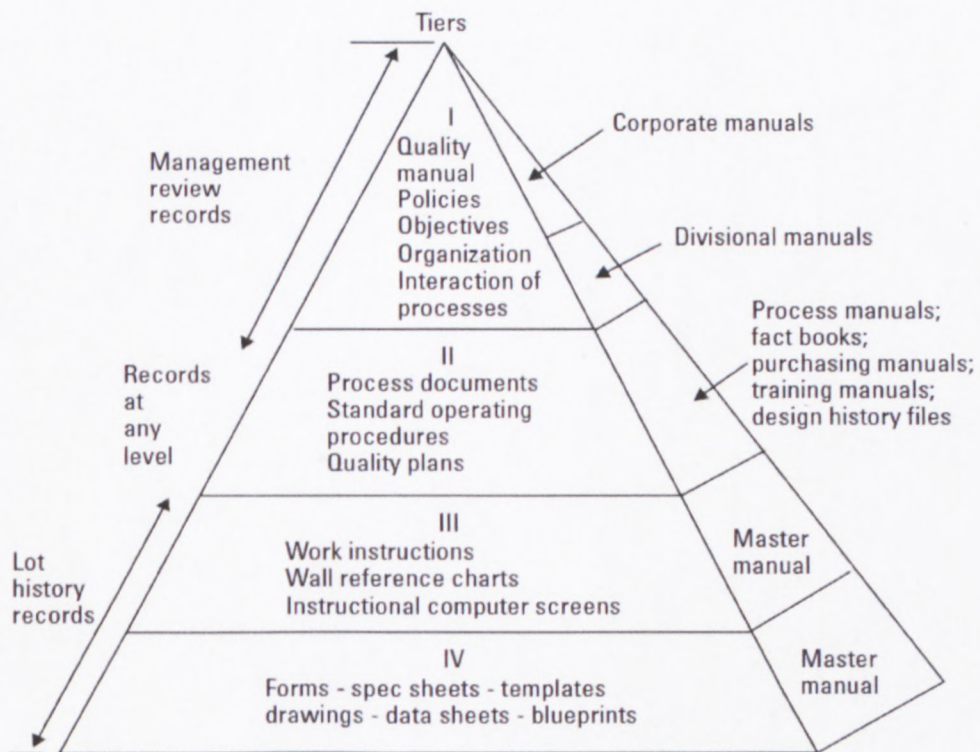 Tiers
I
Quality
manual
Policies
Objectives
Organization
Interaction of
processes
II
Process documents
Standard operating
procedures
Quality plans
III
Work instructions
Wall reference charts
Instructional computer screens
IV
Forms - spec sheets - templates
drawings - data sheets - blueprints
Management
review
records
Records
at
any
level
Lot
history
records
Corporate manuals
Divisional manuals
Process manuals;
fact books;
purchasing manuals;
training manuals;
design history files
Master
manual
Master
manual